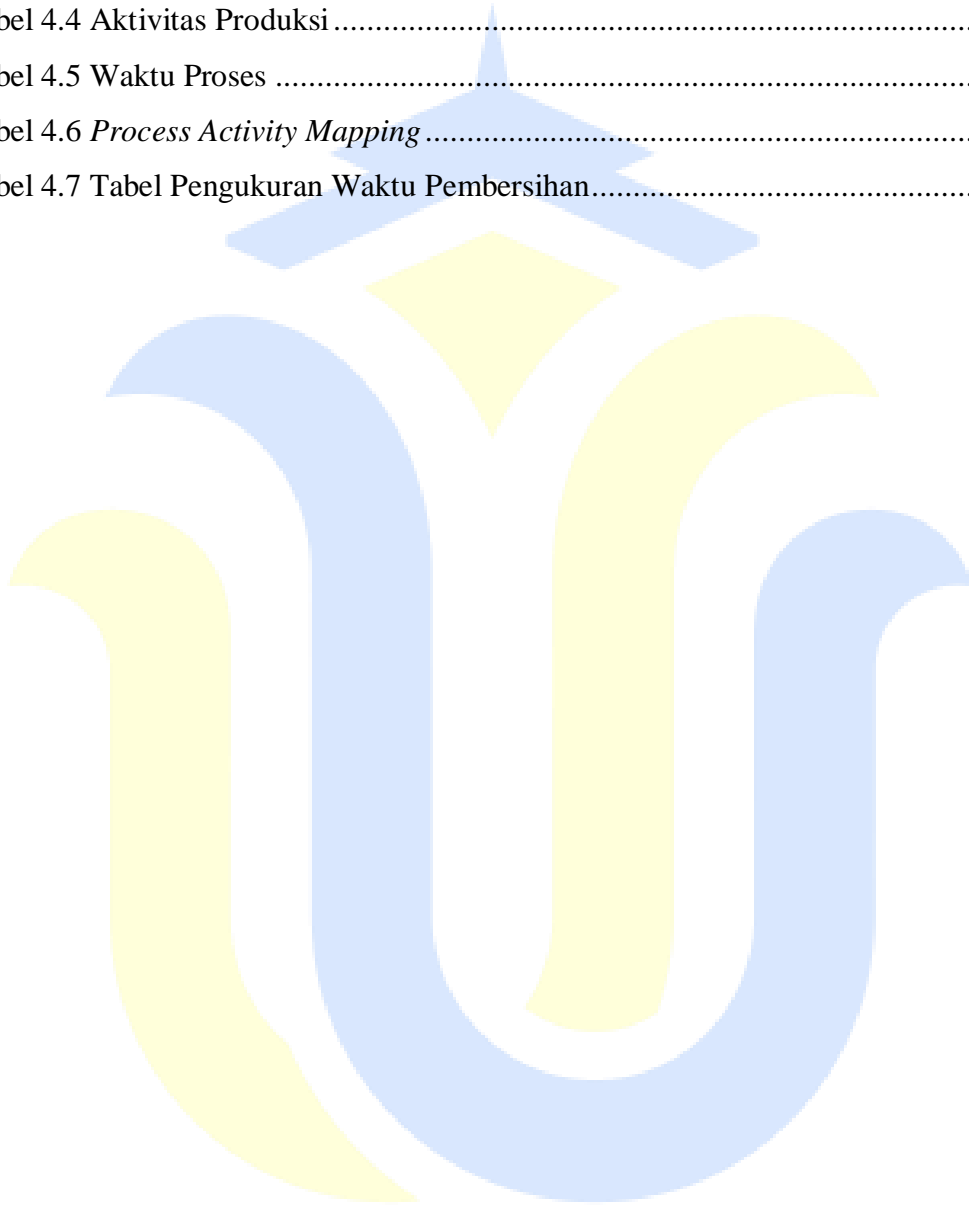 bel 4.4 Aktivitas Produksi....................................................................................
bel 4.5 Waktu Proses ............................................................................................
bel 4.6 Process Activity Mapping.........................................................................
bel 4.7 Tabel Pengukuran Waktu Pembersihan...................................................